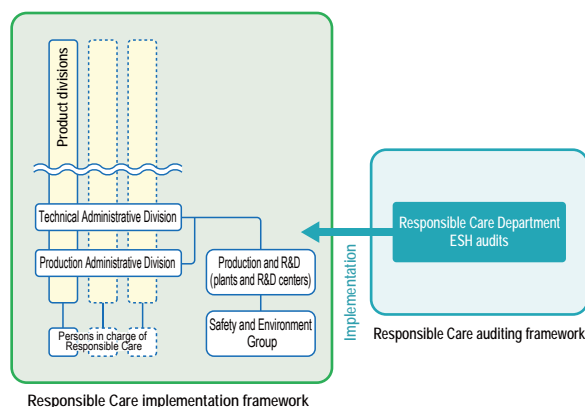 Product divisions
Technical Administrative Division
Production Administrative Division
Production and R&D
(plants and R&D centers)
Safety and Environment
Group
Persons in charge of
Responsible Care
Implementation
Responsible Care Department
ESH audits
Responsible Care auditing framework
Responsible Care implementation framework